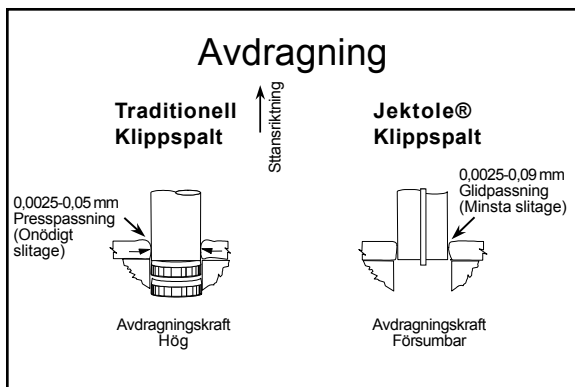 Avdragning
Traditionell
Klippspalt
Sttansriktning
Jektole®
Klippspalt
0,0025-0,05 mm
Presspassning
(Onödigt
slitage)
0,0025-0,09 mm
Glidpassning
(Minsta slitage)
Avdragningskraft
Hög
Avdragningskraft
Försumbar